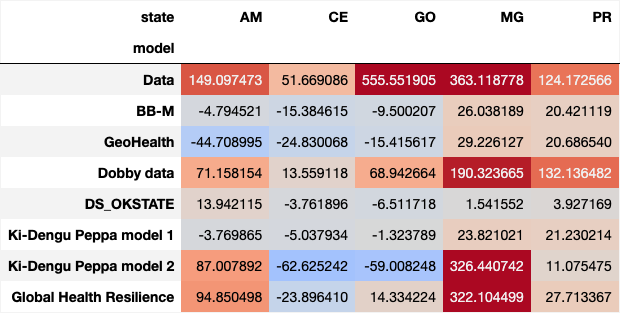 state AM CE GO MG PR
model
Data 149.097473 51.669086 555.551905 363.118778 124.172566
BB-M -4.794521 -15.384615 -9.500207 26.038189 20.421119
GeoHealth -44.708995 -24.830068 -15.415617 29.226127 20.686540
Dobby data 71.158154 13.559118 68.942664 190.323665 132.136482
DS_OKSTATE 13.942115 -3.761896 -6.511718 1.541552 3.927169
Ki-Dengu Peppa model 1 -3.769865 -5.037934 -1.323789 23.821021 21.230214
Ki-Dengu Peppa model 2 87.007892 -62.625242 -59.008248 326.440742 11.075475
Global Health Resilience 94.850498 -23.896410 14.334224 322.104499 27.713367